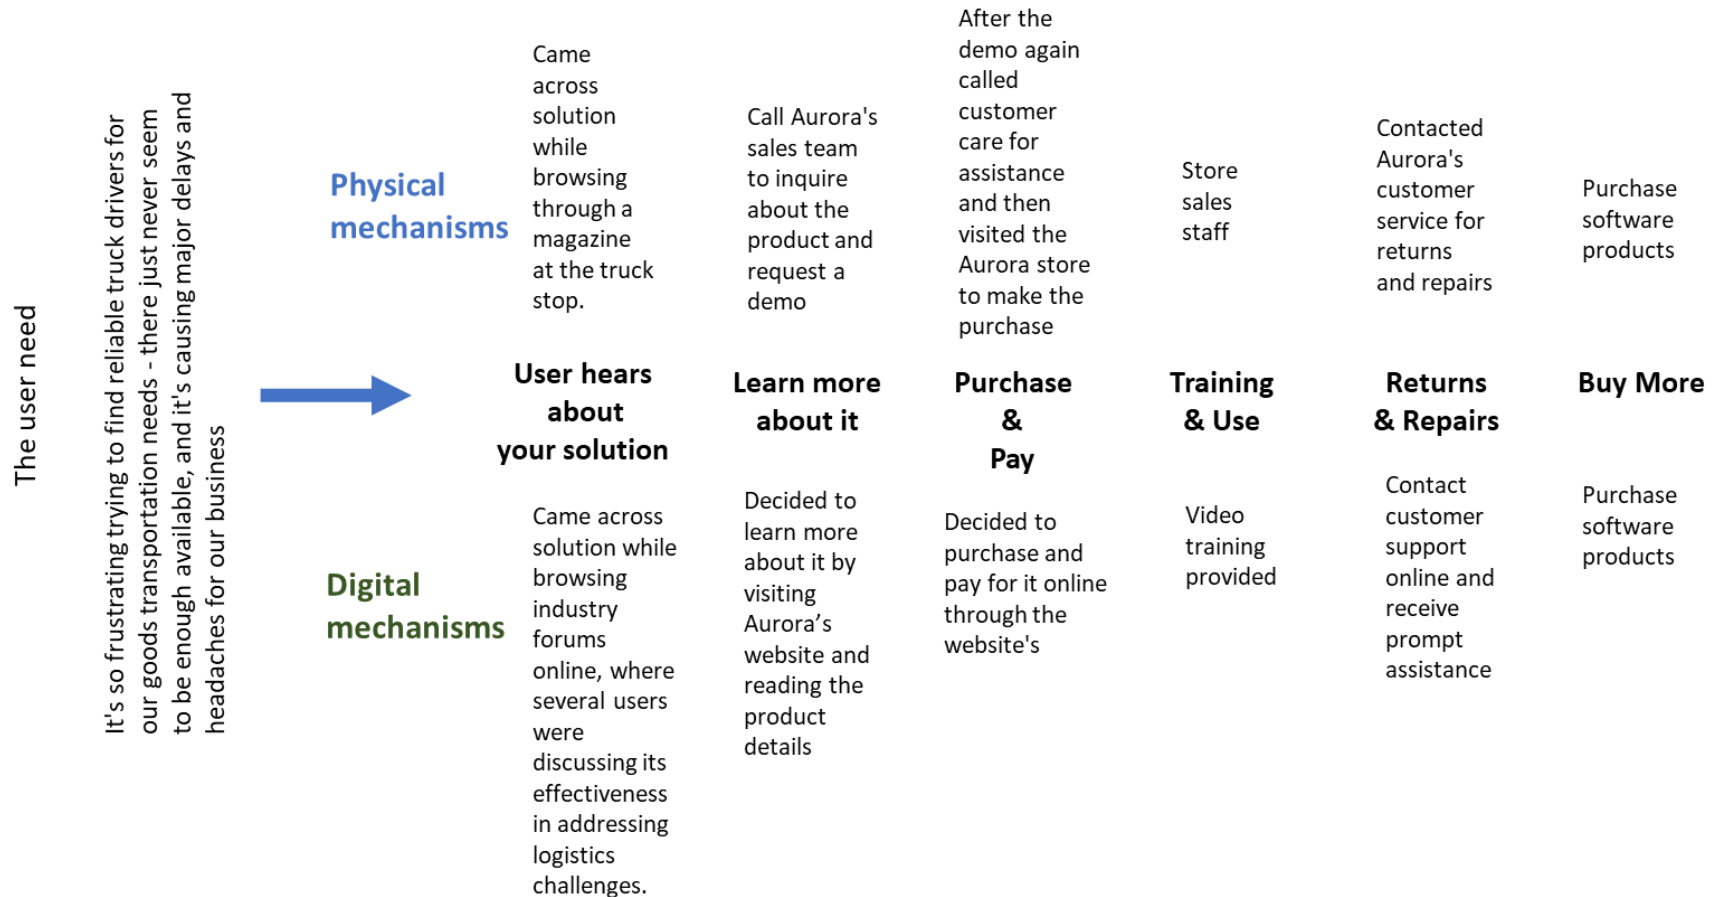 The user need
It's so frustrating trying to find reliable truck drivers for
our goods transportation needs - there just never seem
to be enough available, and it's causing major delays and
headaches for our business
Physical
mechanisms
Came
across
solution
while
browsing
through a
magazine
at the truck
stop.
Call Aurora's
sales team
to inquire
about the
product and
request a
demo
After the
demo again
called
customer
care for
assistance
and then
visited the
Aurora store
to make the
purchase
Store
sales
staff
Contacted
Aurora's
customer
service for
returns
and repairs
Purchase
software
products
User hears
about
your solution
Learn more
about it
Purchase
&
Pay
Training
& Use
Returns
& Repairs
Buy More
Digital
mechanisms
Came across
solution while
browsing
industry
forums
online, where
several users
were
discussing its
effectiveness
in addressing
logistics
challenges.
Decided to
learn more
about it by
visiting
Aurora’s
website and
reading the
product
details
Decided to
purchase and
pay for it online
through the
website's
Video
training
provided
Contact
customer
support
online and
receive
prompt
assistance
Purchase
software
products